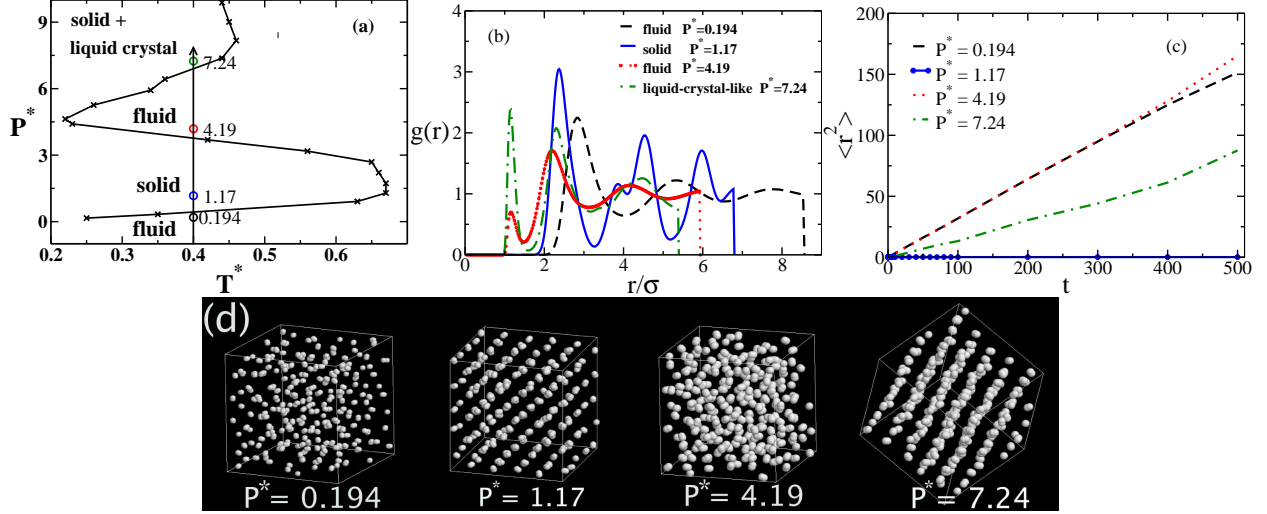 (a)
9
6
3
0
P*
solid +
liquid crystal
7.24
fluid
4.19
solid
1.17
0.194
fluid
0.2 0.3 0.4 0.5 0.6
T*
(b)
fluid P*=0.194
solid P*=1.17
fluid P*=4.19
liquid-crystal-like P*=7.24
4
3
2
1
0
g(r)
0 2 4 6 8
r/σ
(c)
P* = 0.194
P* = 1.17
P* = 4.19
P* = 7.24
200
150
100
50
0
<r²>
0 100 200 300 400 500
t
(d)
P*= 0.194
P*= 1.17
P*= 4.19
P*= 7.24